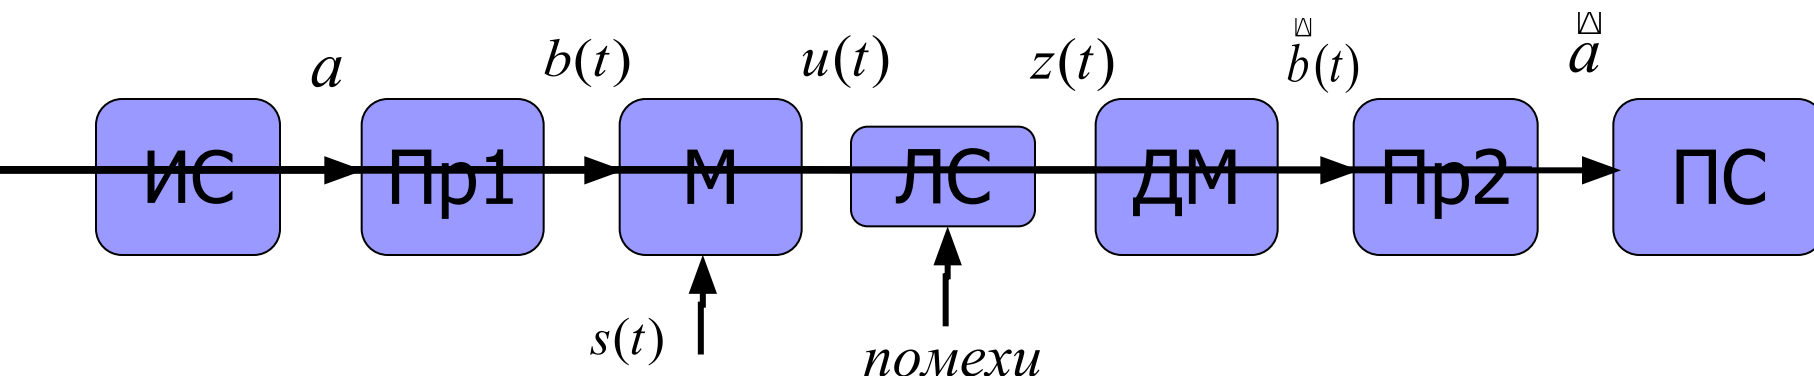 a b(t) u(t) z(t) b(t) a
ИС Пр1 М ЛС ДМ Пр2 ПС
s(t) помехи